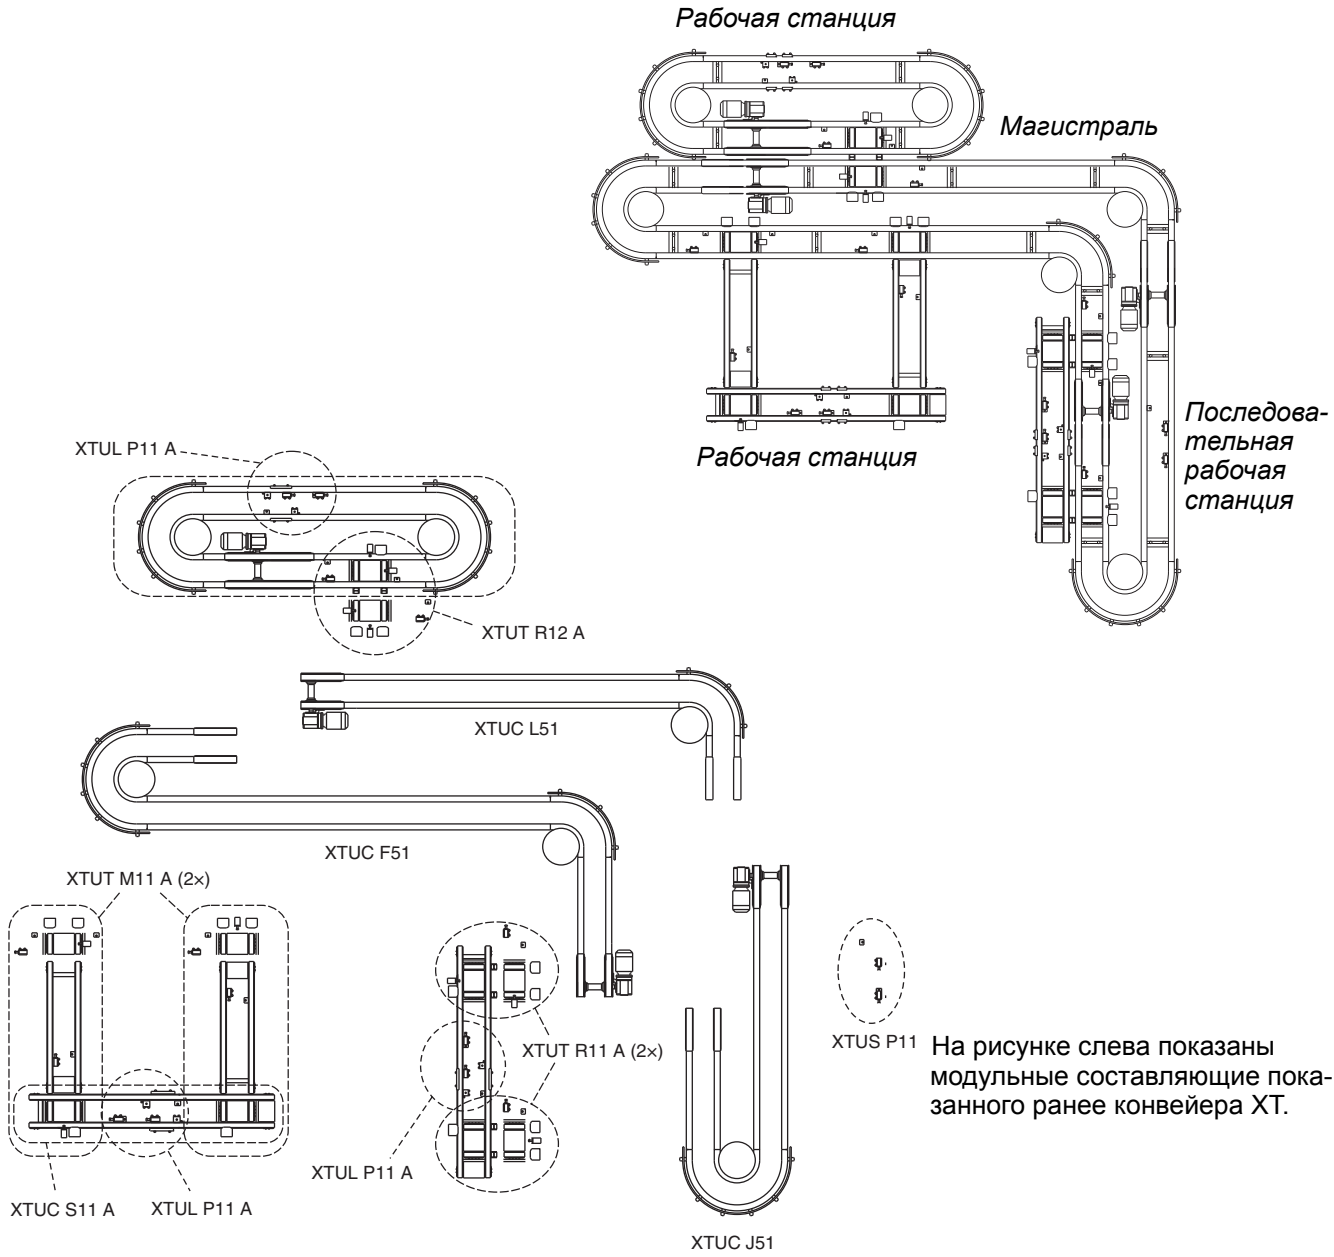 Рабочая станция
Магистраль
Последова-
тельная
рабочая
станция
Рабочая станция
XTUL P11 A
XTUT R12 A
XTUC L51
XTUC F51
XTUT M11 A (2×)
XTUT R11 A (2×)
XTUS P11
На рисунке слева показаны
модульные составляющие пока-
занного ранее конвейера XT.
XTUL P11 A
XTUC S11 A
XTUL P11 A
XTUC J51